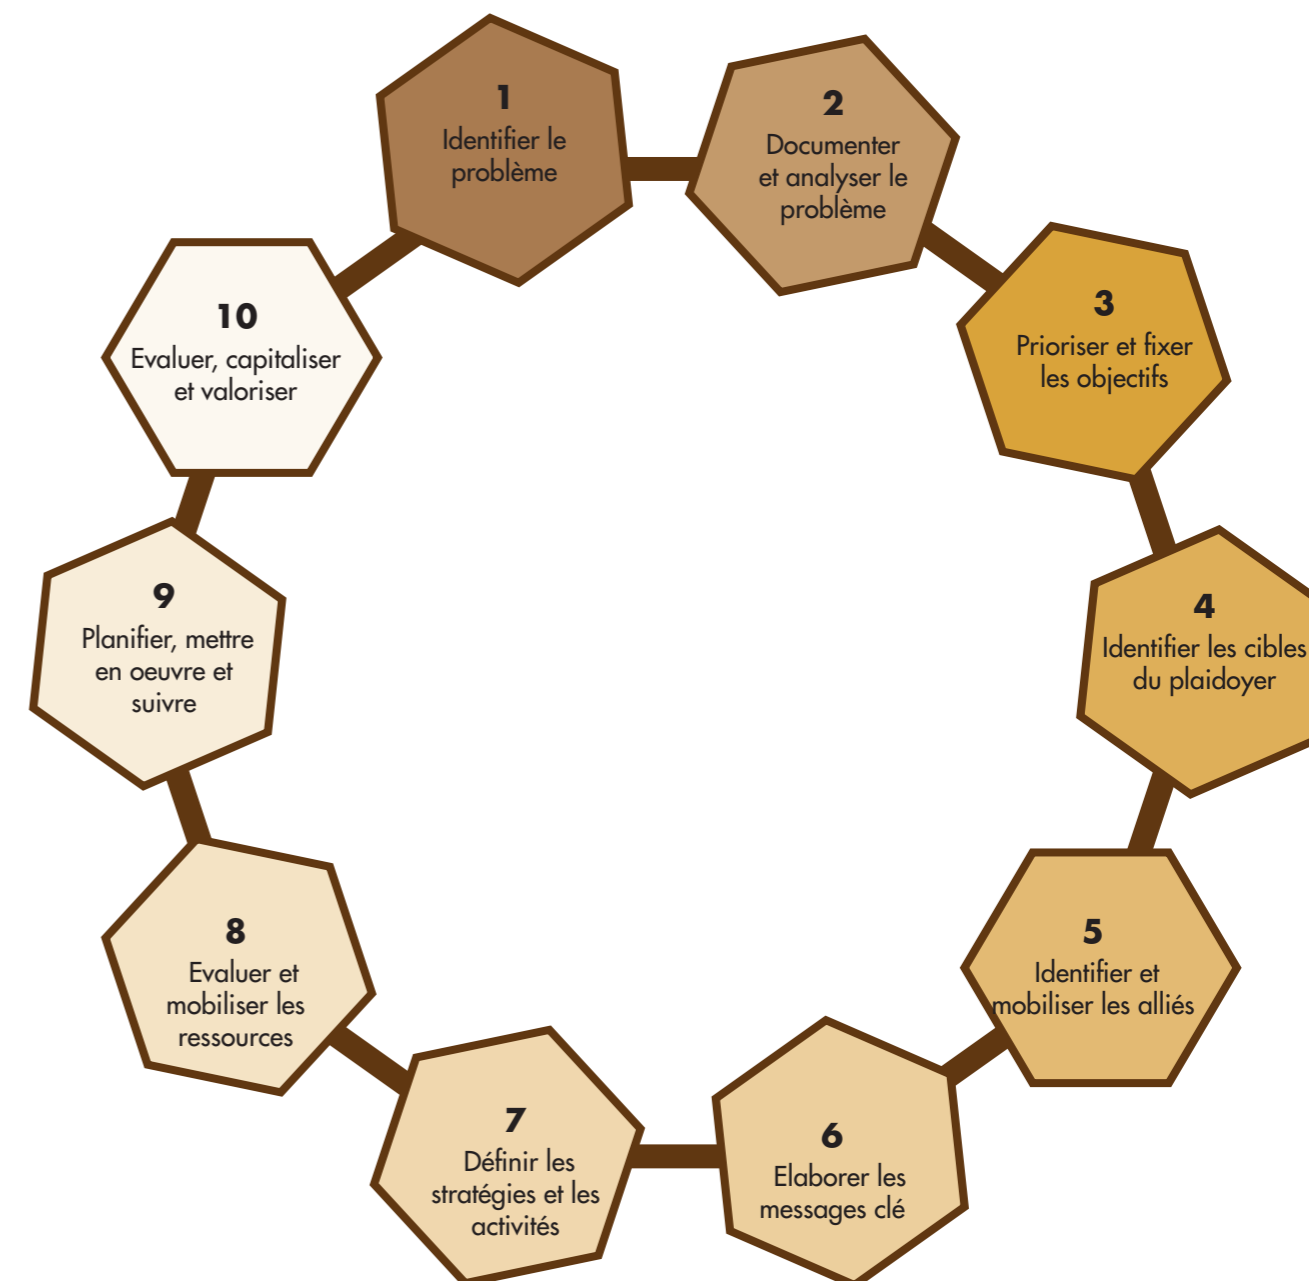 1
Identifier le
problème
2
Documenter
et analyser le
problème
3
Prioriser et fixer
les objectifs
4
Identifier les cibles
du plaidoyer
5
Identifier et
mobiliser les alliés
6
Elaborer les
messages clé
7
Définir les
stratégies et les
activités
8
Evaluer et
mobiliser les
ressources
9
Planifier, mettre
en oeuvre et
suivre
10
Evaluer, capitaliser
et valoriser